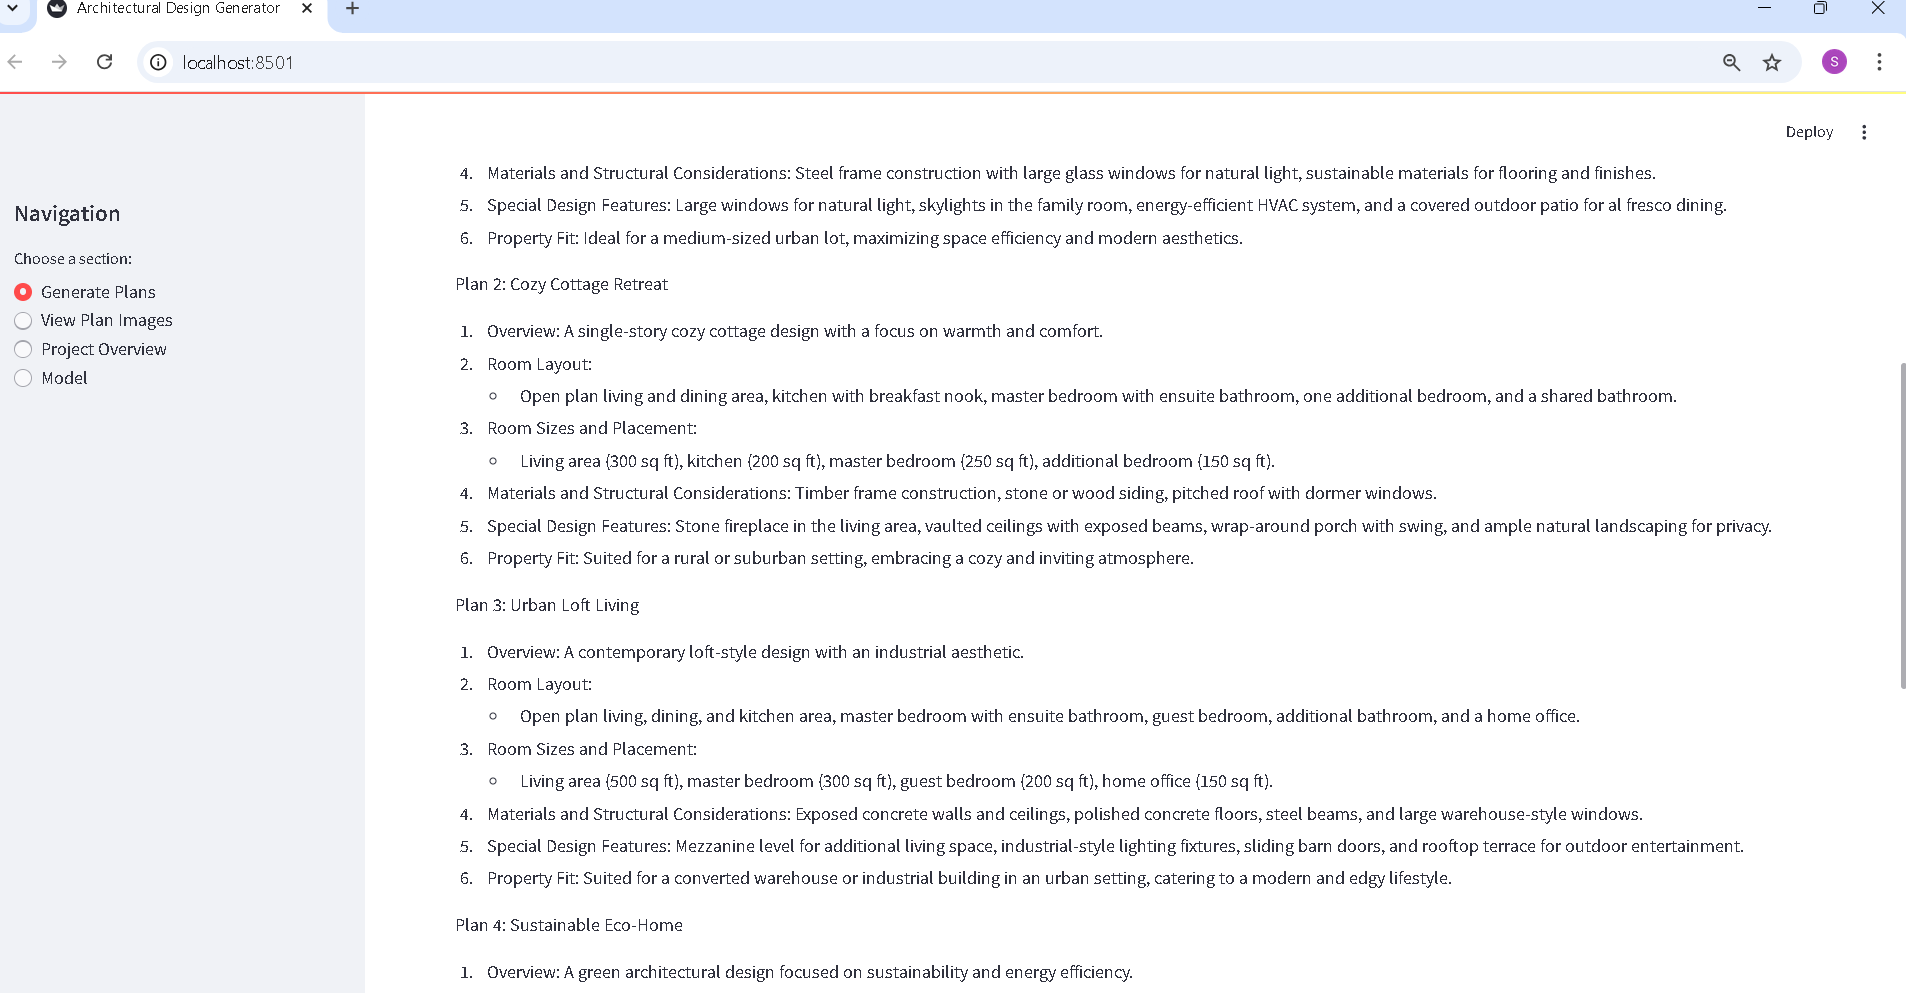 Architectural Design Generator
localhost:8501
S
Deploy
Navigation
Choose a section:
Generate Plans
View Plan Images
Project Overview
Model
4. Materials and Structural Considerations: Steel frame construction with large glass windows for natural light, sustainable materials for flooring and finishes.
5. Special Design Features: Large windows for natural light, skylights in the family room, energy-efficient HVAC system, and a covered outdoor patio for al fresco dining.
6. Property Fit: Ideal for a medium-sized urban lot, maximizing space efficiency and modern aesthetics.
Plan 2: Cozy Cottage Retreat
1. Overview: A single-story cozy cottage design with a focus on warmth and comfort.
2. Room Layout:
Open plan living and dining area, kitchen with breakfast nook, master bedroom with ensuite bathroom, one additional bedroom, and a shared bathroom.
3. Room Sizes and Placement:
Living area (300 sq ft), kitchen (200 sq ft), master bedroom (250 sq ft), additional bedroom (150 sq ft).
4. Materials and Structural Considerations: Timber frame construction, stone or wood siding, pitched roof with dormer windows.
5. Special Design Features: Stone fireplace in the living area, vaulted ceilings with exposed beams, wrap-around porch with swing, and ample natural landscaping for privacy.
6. Property Fit: Suited for a rural or suburban setting, embracing a cozy and inviting atmosphere.
Plan 3: Urban Loft Living
1. Overview: A contemporary loft-style design with an industrial aesthetic.
2. Room Layout:
Open plan living, dining, and kitchen area, master bedroom with ensuite bathroom, guest bedroom, additional bathroom, and a home office.
3. Room Sizes and Placement:
Living area (500 sq ft), master bedroom (300 sq ft), guest bedroom (200 sq ft), home office (150 sq ft).
4. Materials and Structural Considerations: Exposed concrete walls and ceilings, polished concrete floors, steel beams, and large warehouse-style windows.
5. Special Design Features: Mezzanine level for additional living space, industrial-style lighting fixtures, sliding barn doors, and rooftop terrace for outdoor entertainment.
6. Property Fit: Suited for a converted warehouse or industrial building in an urban setting, catering to a modern and edgy lifestyle.
Plan 4: Sustainable Eco-Home
1. Overview: A green architectural design focused on sustainability and energy efficiency.